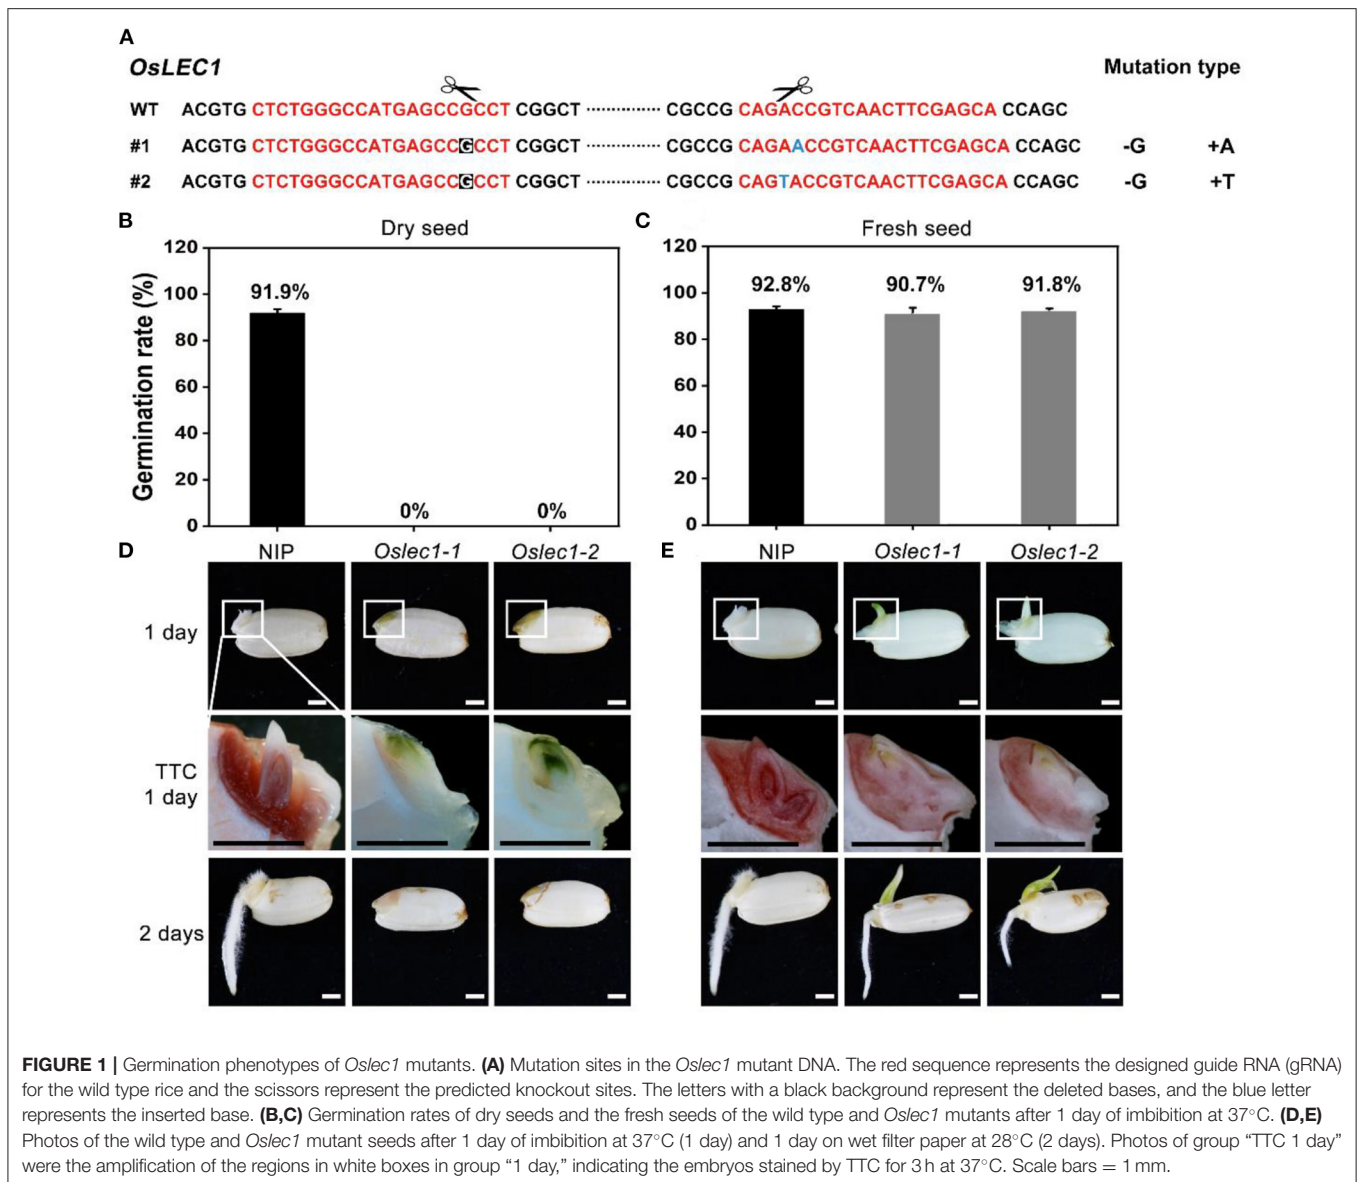 A
OsLEC1
Mutation type
WT ACGTG CTCTGGGCCATGAGCCGCCT CGGCT ············ CGCCG CAGACCGTCAACTTCGAGCA CCAGC
#1 ACGTG CTCTGGGCCATGAGCCGCCT CGGCT ············ CGCCG CAGAACCGTCAACTTCGAGCA CCAGC -G +A
#2 ACGTG CTCTGGGCCATGAGCCGCCT CGGCT ············ CGCCG CAGTACCGTCAACTTCGAGCA CCAGC -G +T
B
Dry seed
Germination rate (%)
120
100
80
60
40
20
0
91.9%
0%
0%
C
Fresh seed
120
100
80
60
40
20
0
92.8%
90.7%
91.8%
D
NIP Oslec1-1 Oslec1-2
E
NIP Oslec1-1 Oslec1-2
1 day
TTC
1 day
2 days
FIGURE 1 | Germination phenotypes of Oslec1 mutants. (A) Mutation sites in the Oslec1 mutant DNA. The red sequence represents the designed guide RNA (gRNA)
for the wild type rice and the scissors represent the predicted knockout sites. The letters with a black background represent the deleted bases, and the blue letter
represents the inserted base. (B,C) Germination rates of dry seeds and the fresh seeds of the wild type and Oslec1 mutants after 1 day of imbibition at 37°C. (D,E)
Photos of the wild type and Oslec1 mutant seeds after 1 day of imbibition at 37°C (1 day) and 1 day on wet filter paper at 28°C (2 days). Photos of group “TTC 1 day”
were the amplification of the regions in white boxes in group “1 day,” indicating the embryos stained by TTC for 3 h at 37°C. Scale bars = 1 mm.